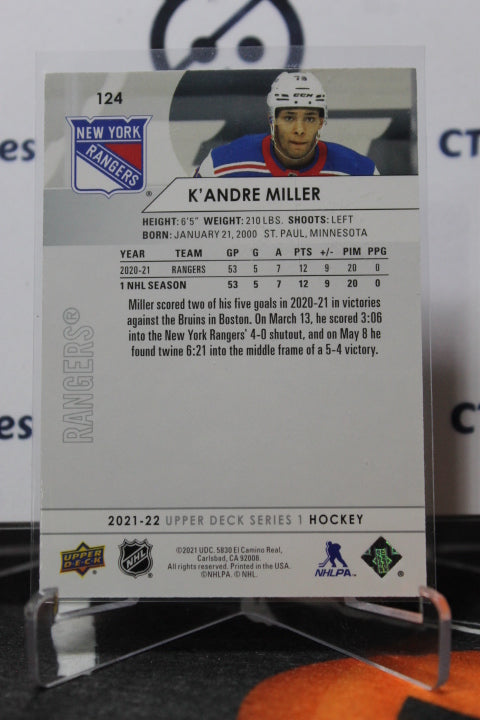 124
79
CCM
NEW YORK
RANGERS
®
K'ANDRE MILLER
HEIGHT: 6'5" WEIGHT: 210 LBS. SHOOTS: LEFT
BORN: JANUARY 21, 2000 ST. PAUL, MINNESOTA
YEAR TEAM GP G A PTS +/- PIM PPG
2020-21 RANGERS 53 5 7 12 9 20 0
1 NHL SEASON 53 5 7 12 9 20 0
Miller scored two of his five goals in 2020-21 in victories
against the Bruins in Boston. On March 13, he scored 3:06
into the New York Rangers' 4-0 shutout, and on May 8 he
found twine 6:21 into the middle frame of a 5-4 victory.
RANGERS®
2021-22 UPPER DECK SERIES 1 HOCKEY
UPPER
DECK
NHL
©2021 UDC. 5830 El Camino Real,
Carlsbad, CA 92008.
All rights reserved. Printed in the USA.
©NHLPA. © NHL.
NHLPA
®
es
es
CT
CT